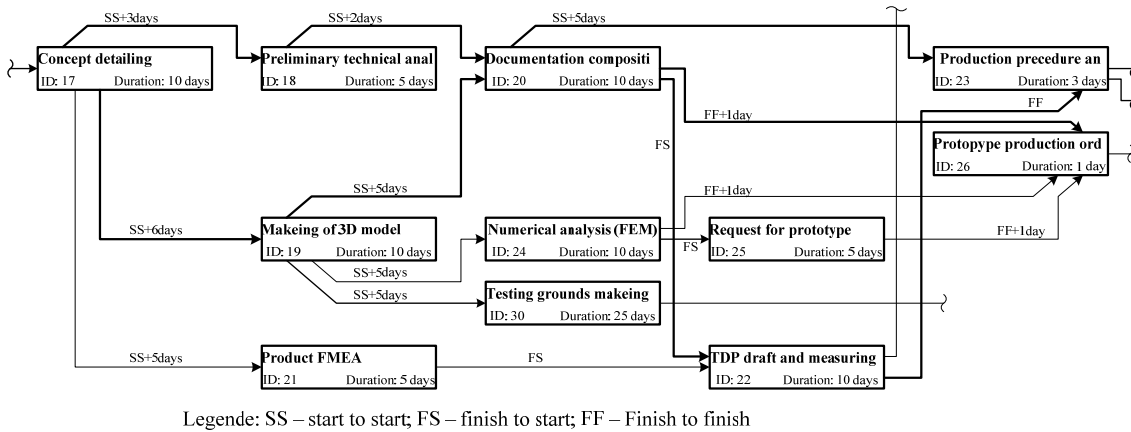 SS+3days
SS+2days
SS+5days
Concept detailing
ID: 17 Duration: 10 days
Preliminary technical anal
ID: 18 Duration: 5 days
Documentation compositi
ID: 20 Duration: 10 days
Production precedure an
ID: 23 Duration: 3 days
FF
FF+1day
FS
Protopype production ord
ID: 26 Duration: 1 day
SS+5days
FF+1day
SS+6days
Makeing of 3D model
ID: 19 Duration: 10 days
Numerical analysis (FEM)
ID: 24 Duration: 10 days
FS
Request for prototype
ID: 25 Duration: 5 days
FF+1day
SS+5days
SS+5days
Testing grounds makeing
ID: 30 Duration: 25 days
SS+5days
Product FMEA
ID: 21 Duration: 5 days
FS
TDP draft and measuring
ID: 22 Duration: 10 days
Legende: SS – start to start; FS – finish to start; FF – Finish to finish